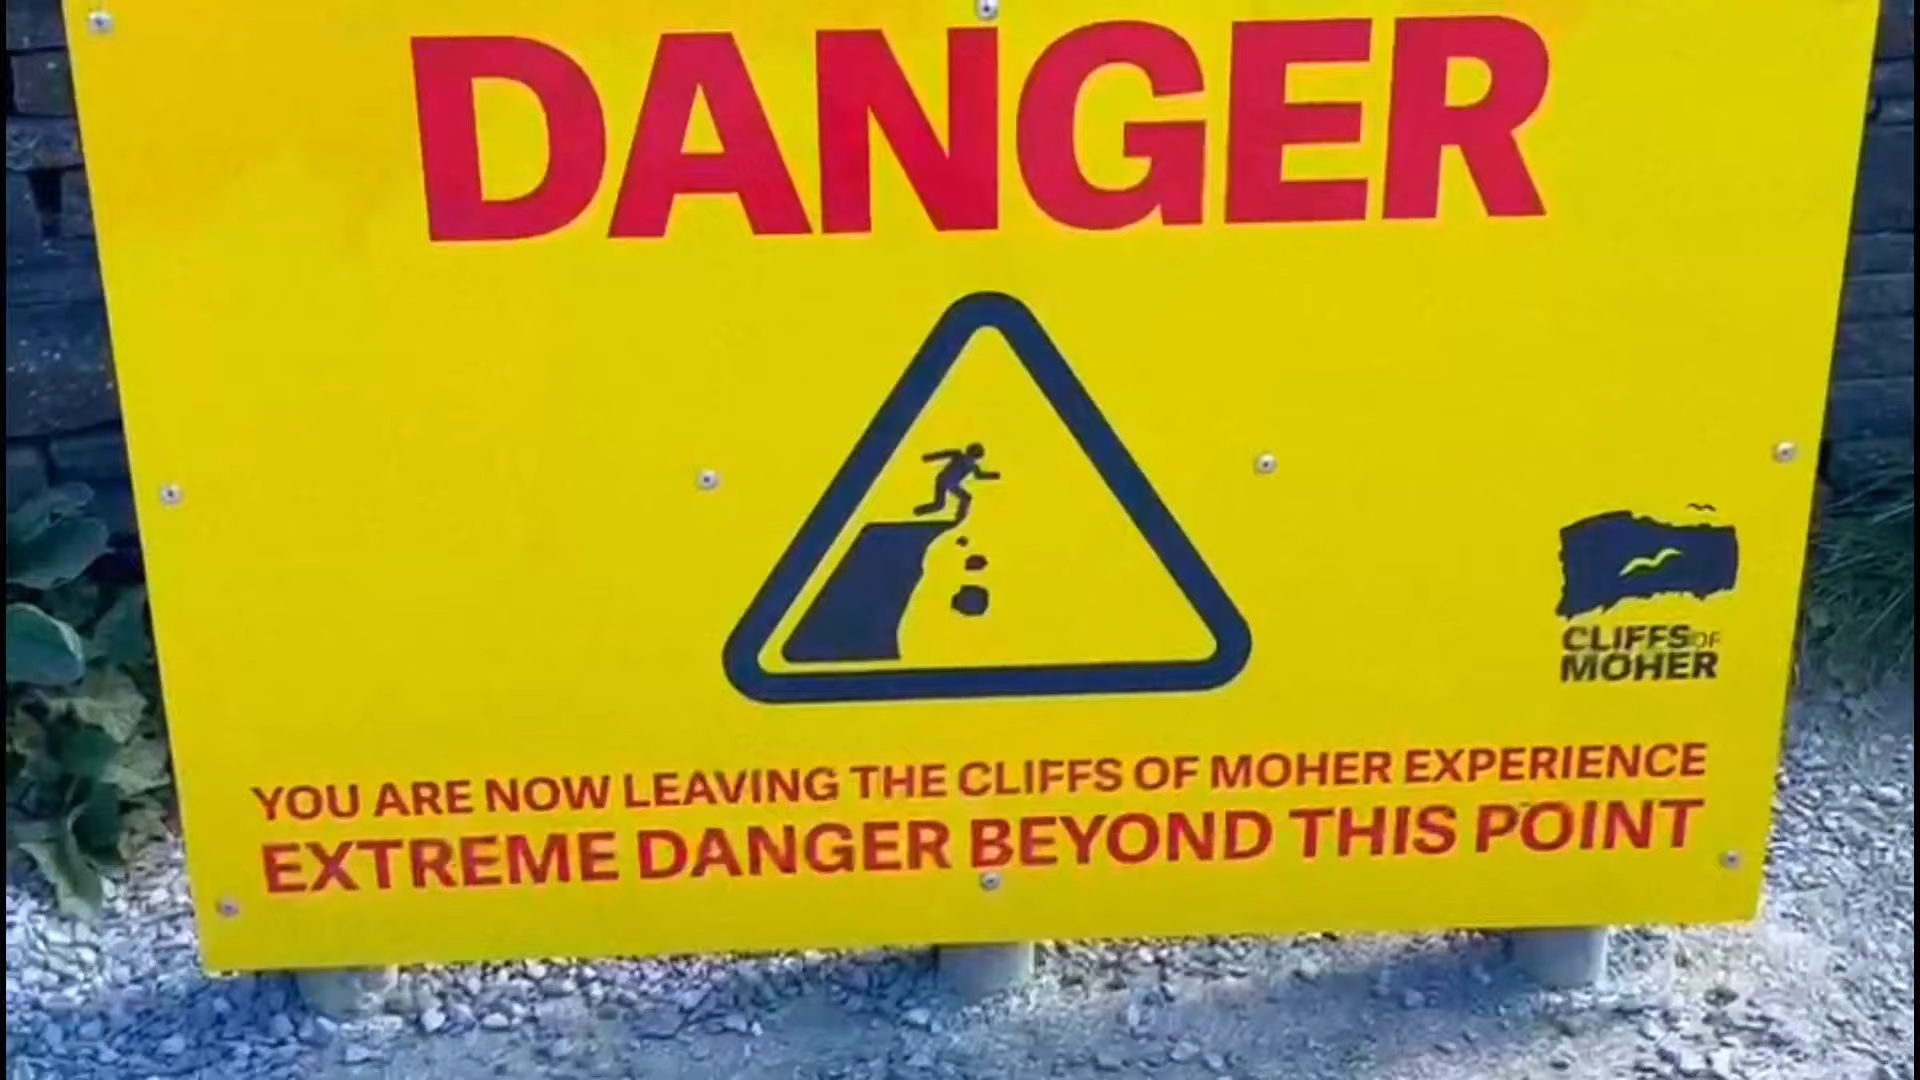 DANGER
CLIFFS OF
MOHER
YOU ARE NOW LEAVING THE CLIFFS OF MOHER EXPERIENCE
EXTREME DANGER BEYOND THIS POINT